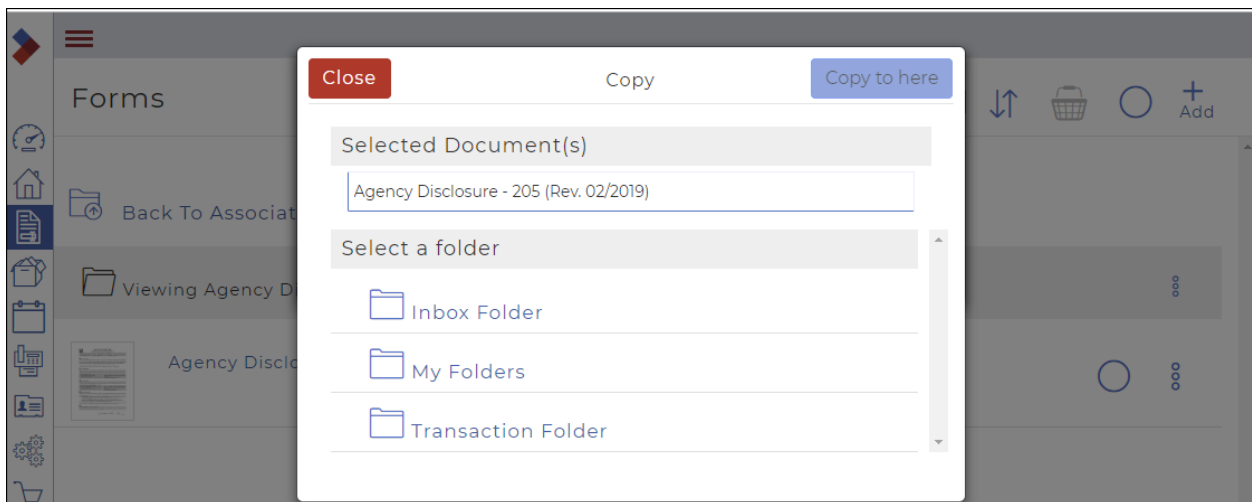 Close
Copy
Copy to here
Forms
Add
Selected Document(s)
Agency Disclosure - 205 (Rev. 02/2019)
Back To Associat
Select a folder
Viewing Agency Di
Inbox Folder
Agency Disclo
My Folders
Transaction Folder